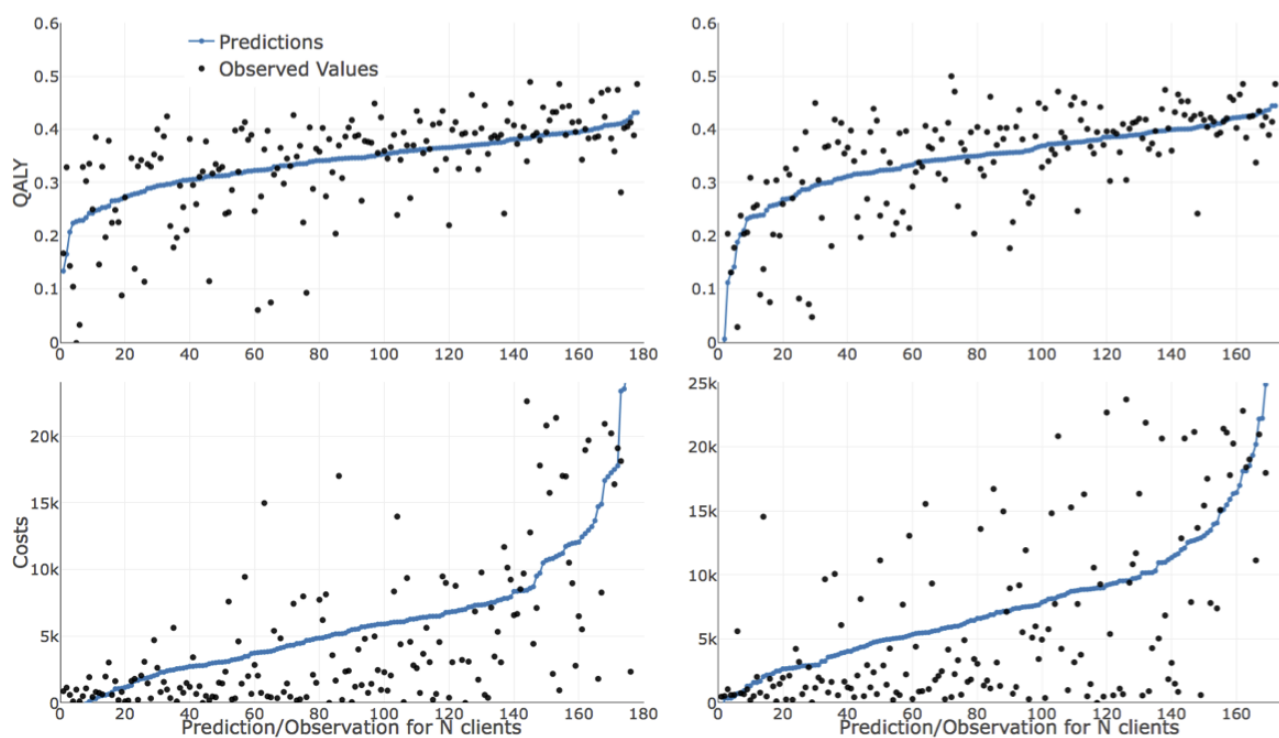 0.6
0.5
0.4
0.3
0.2
0.1
0
QALY
Predictions
Observed Values
0 20 40 60 80 100 120 140 160 180
0.6
0.5
0.4
0.3
0.2
0.1
0
0 20 40 60 80 100 120 140 160
20k
15k
10k
5k
0
Costs
0 20 40 60 80 100 120 140 160 180
Prediction/Observation for N clients
25k
20k
15k
10k
5k
0
0 20 40 60 80 100 120 140 160
Prediction/Observation for N clients